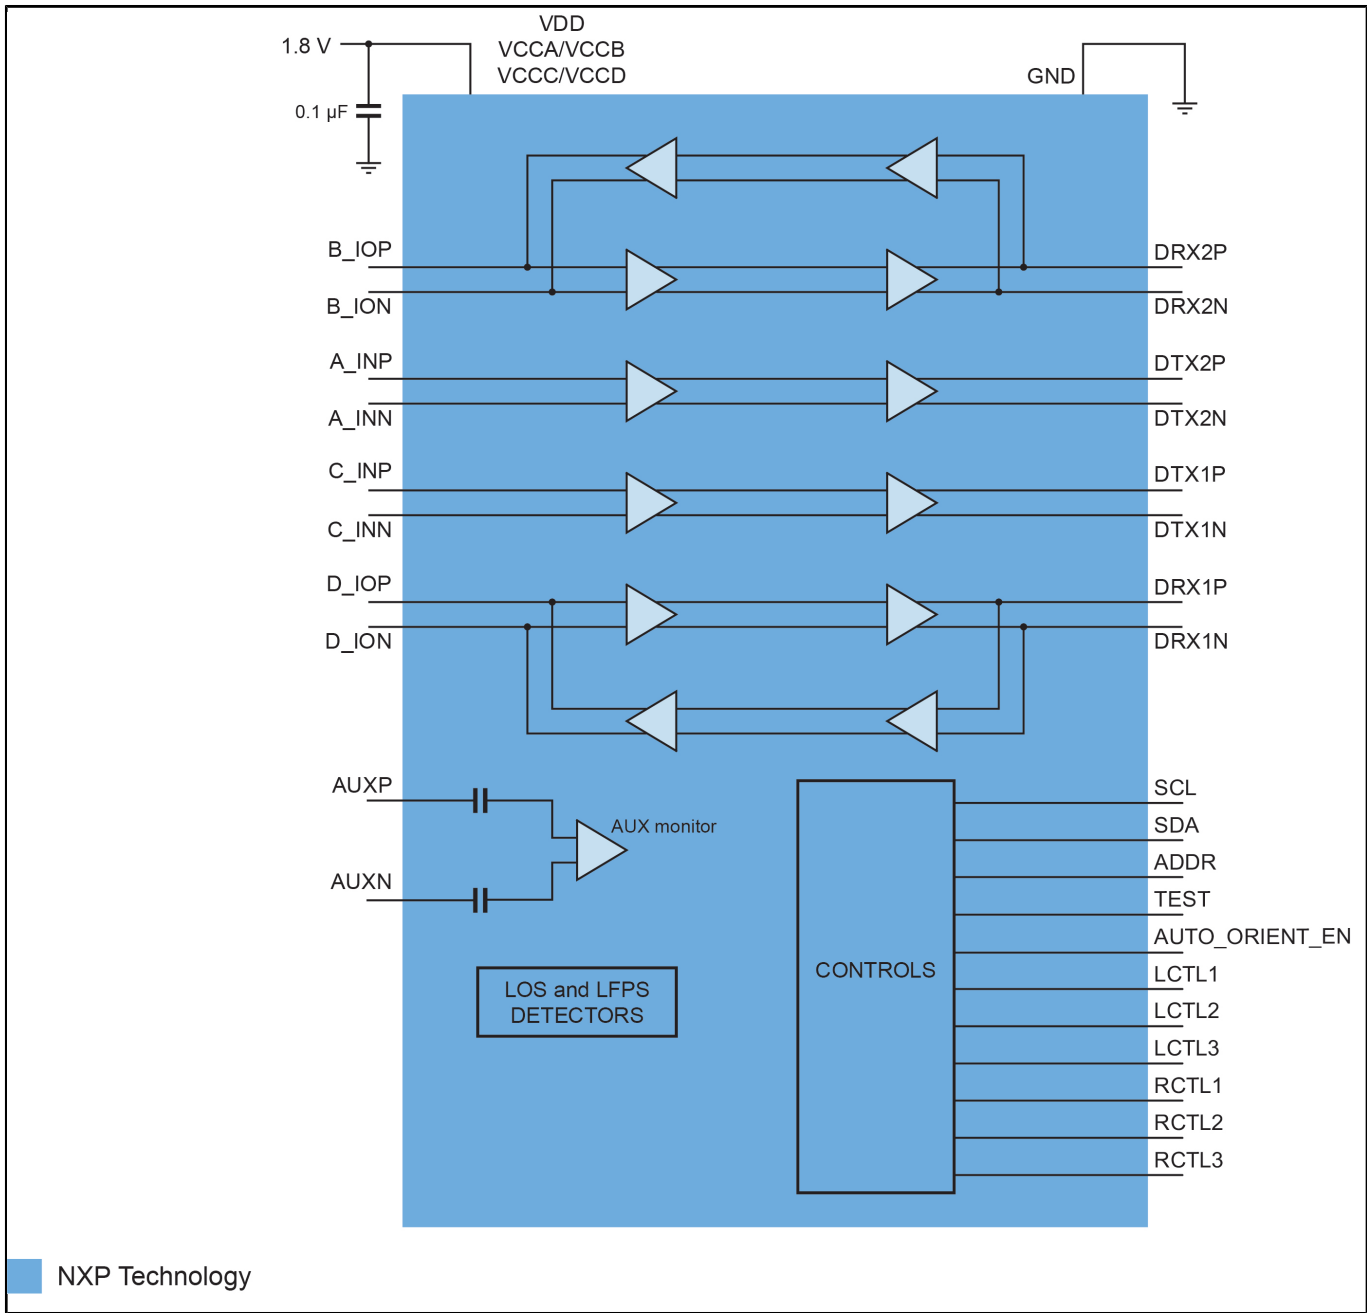 VDD
1.8 V
VCCA/VCCB
VCCC/VCCD
GND
0.1 µF
B_IOP
DRX2P
B_ION
DRX2N
A_INP
DTX2P
A_INN
DTX2N
C_INP
DTX1P
C_INN
DTX1N
D_IOP
DRX1P
D_ION
DRX1N
AUXP
SCL
AUX monitor
SDA
ADDR
AUXN
TEST
AUTO_ORIENT_EN
CONTROLS
LCTL1
LOS and LFPS
DETECTORS
LCTL2
LCTL3
RCTL1
RCTL2
RCTL3
NXP Technology